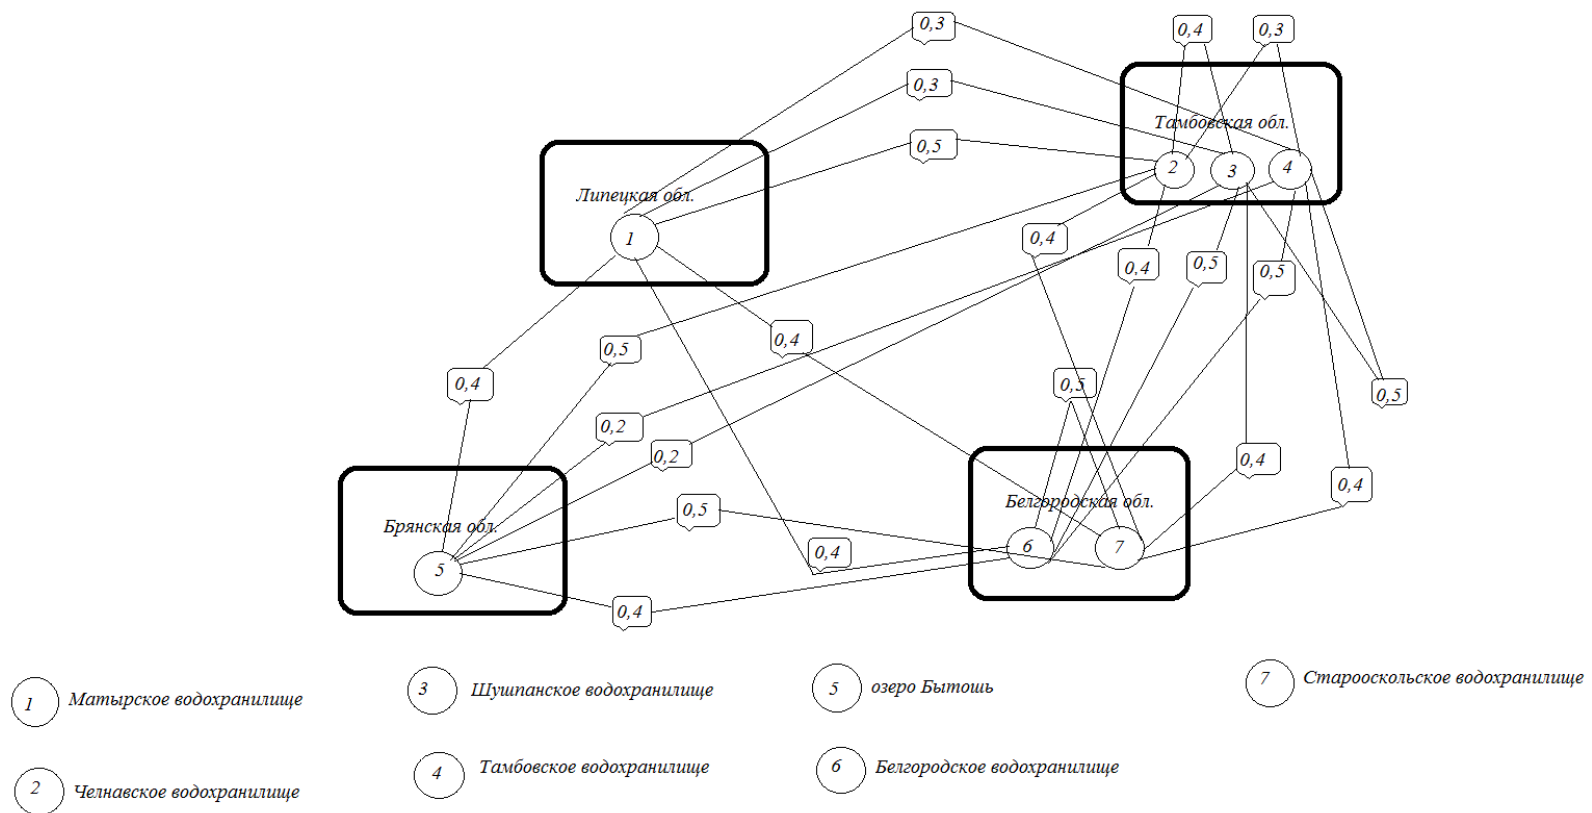 0,3
0,4
0,3
0,3
Тамбовская обл.
0,5
2
3
4
Липецкая обл.
1
0,4
0,4
0,5
0,5
0,4
0,5
0,4
0,5
0,5
0,2
0,2
0,4
0,4
Белгородская обл.
0,5
Брянская обл.
6
7
0,4
5
0,4
1 Матырское водохранилище
3 Шушпанское водохранилище
5 озеро Бытошь
7 Старооскольское водохранилище
2 Челнавское водохранилище
4 Тамбовское водохранилище
6 Белгородское водохранилище